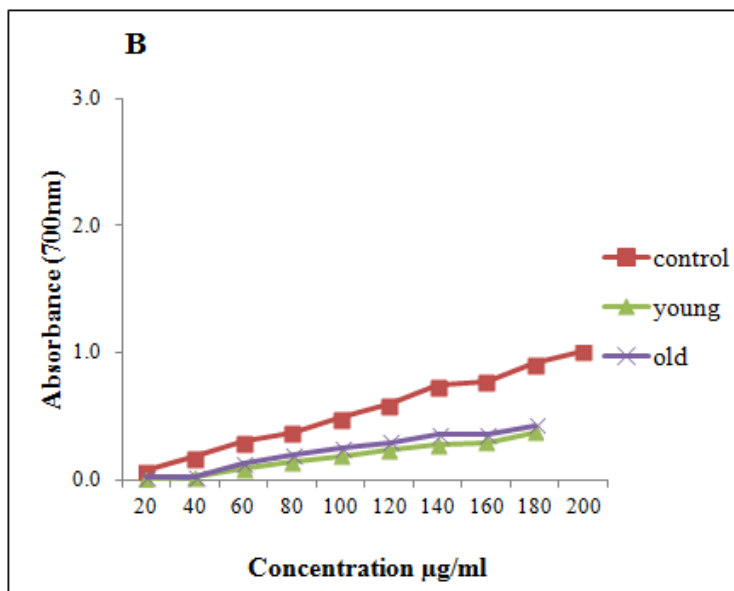 B
3.0
2.0
1.0
0.0
Absorbance (700nm)
20 40 60 80 100 120 140 160 180 200
Concentration µg/ml
control
young
old